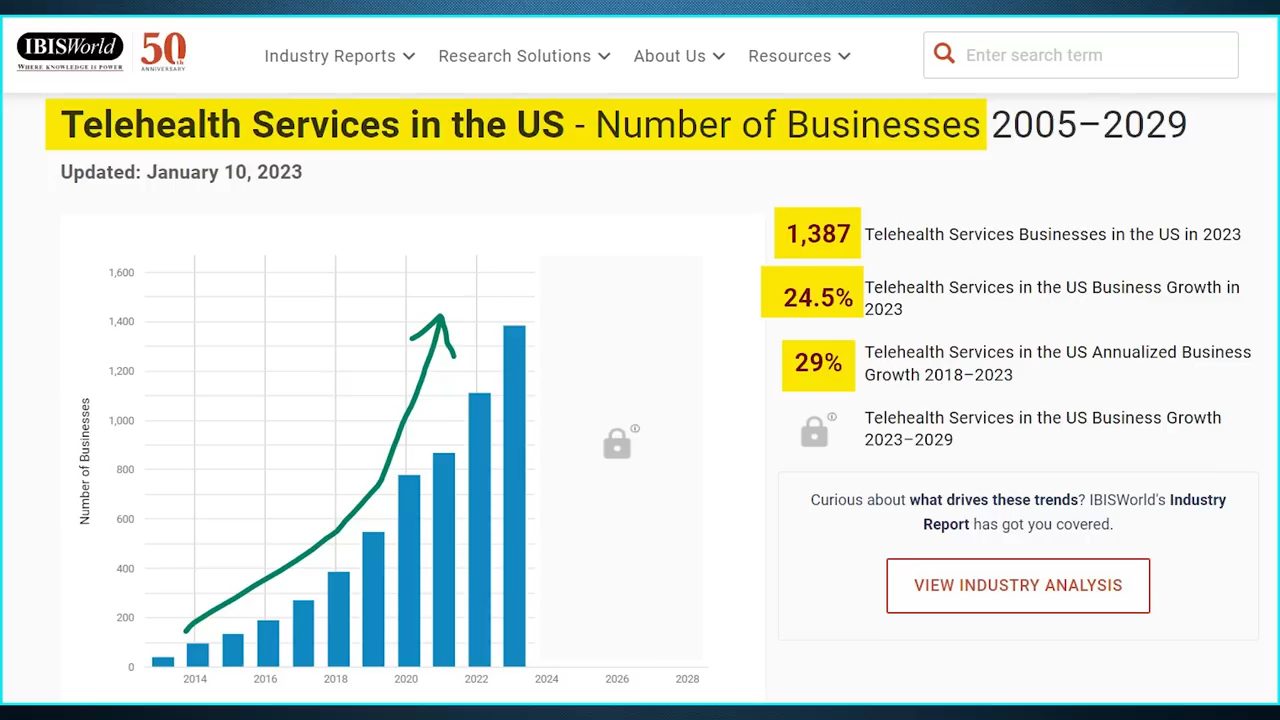 IBISWorld
WHERE KNOWLEDGE IS POWER
50th
ANNIVERSARY
Industry Reports
Research Solutions
About Us
Resources
Enter search term
Telehealth Services in the US - Number of Businesses 2005–2029
Updated: January 10, 2023
1,600
1,400
1,200
1,000
800
600
400
200
0
Number of Businesses
2014
2016
2018
2020
2022
2024
2026
2028
1,387 Telehealth Services Businesses in the US in 2023
24.5% Telehealth Services in the US Business Growth in
2023
29% Telehealth Services in the US Annualized Business
Growth 2018–2023
Telehealth Services in the US Business Growth
2023–2029
Curious about what drives these trends? IBISWorld's Industry
Report has got you covered.
VIEW INDUSTRY ANALYSIS